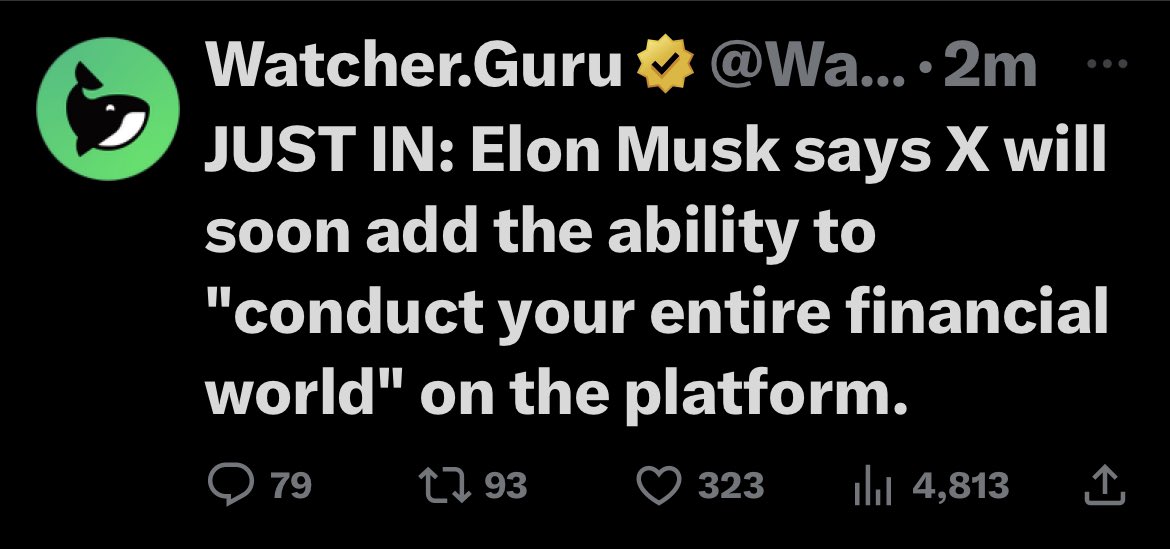 Watcher.Guru @Wa... · 2m
JUST IN: Elon Musk says X will
soon add the ability to
"conduct your entire financial
world" on the platform.
79 93 323 4,813